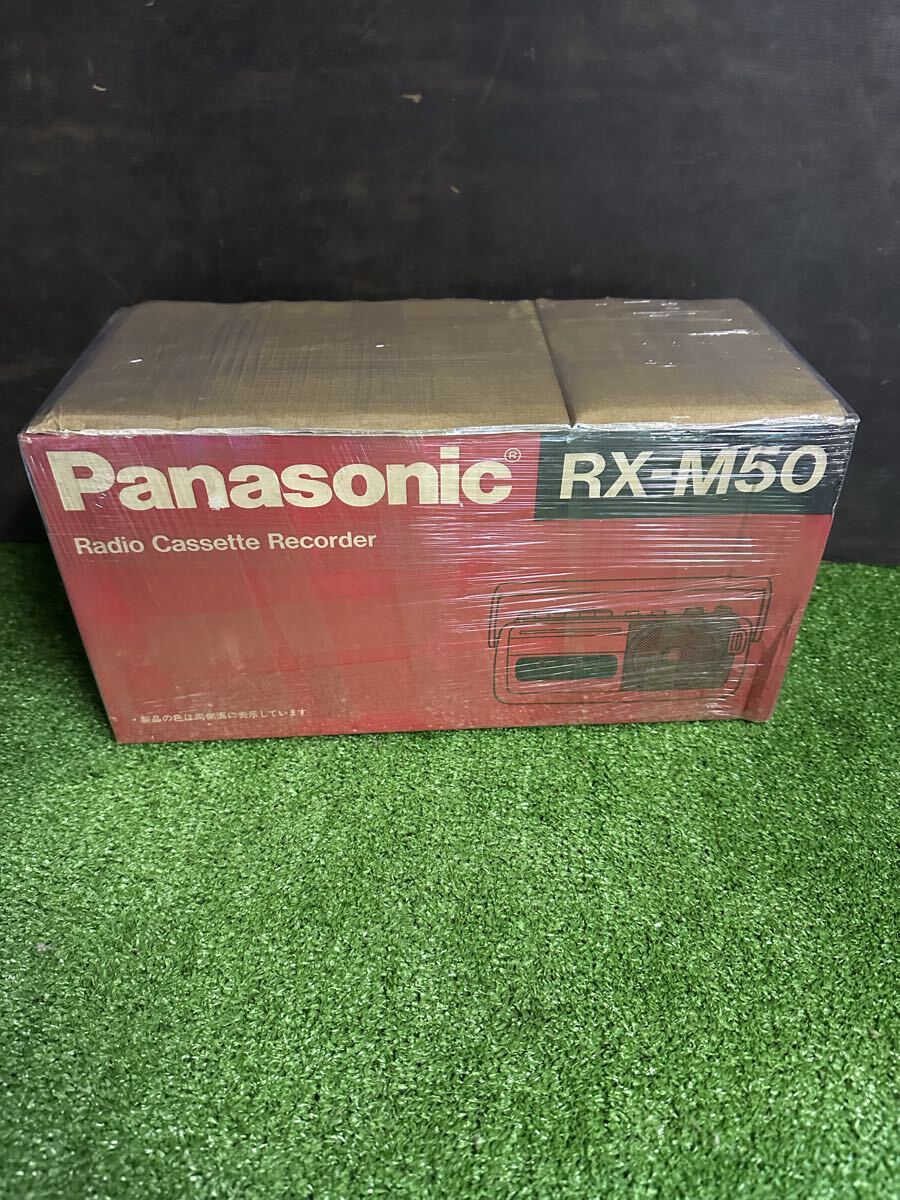 Panasonic® RX-M50
Radio Cassette Recorder
・製品の色は両側面に表示しています